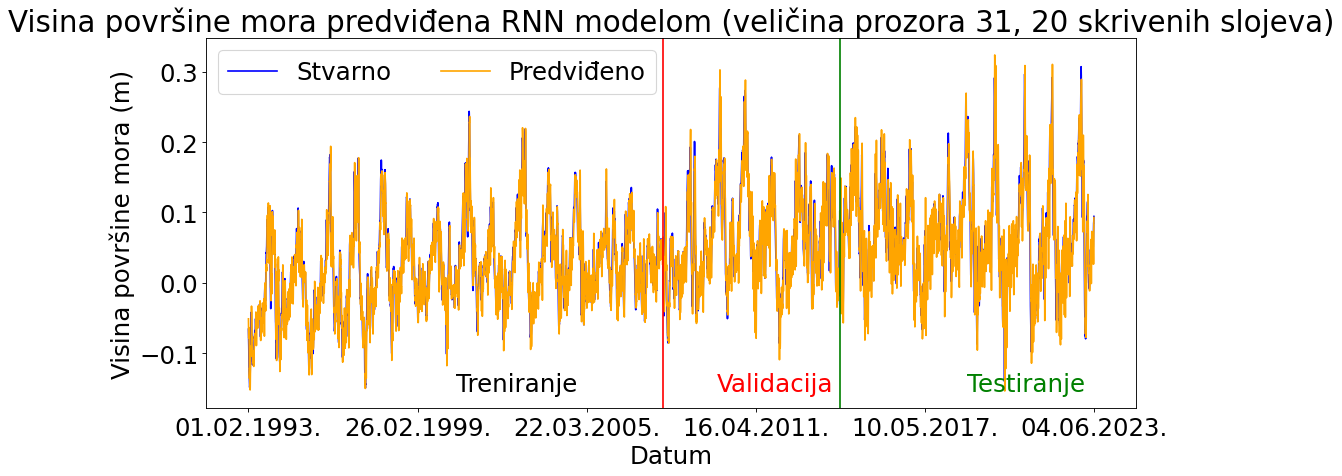 Visina površine mora predviđena RNN modelom (veličina prozora 31, 20 skrivenih slojeva)
Stvarno Predviđeno
Visina površine mora (m)
0.3
0.2
0.1
0.0
−0.1
Treniranje Validacija Testiranje
01.02.1993. 26.02.1999. 22.03.2005. 16.04.2011. 10.05.2017. 04.06.2023.
Datum